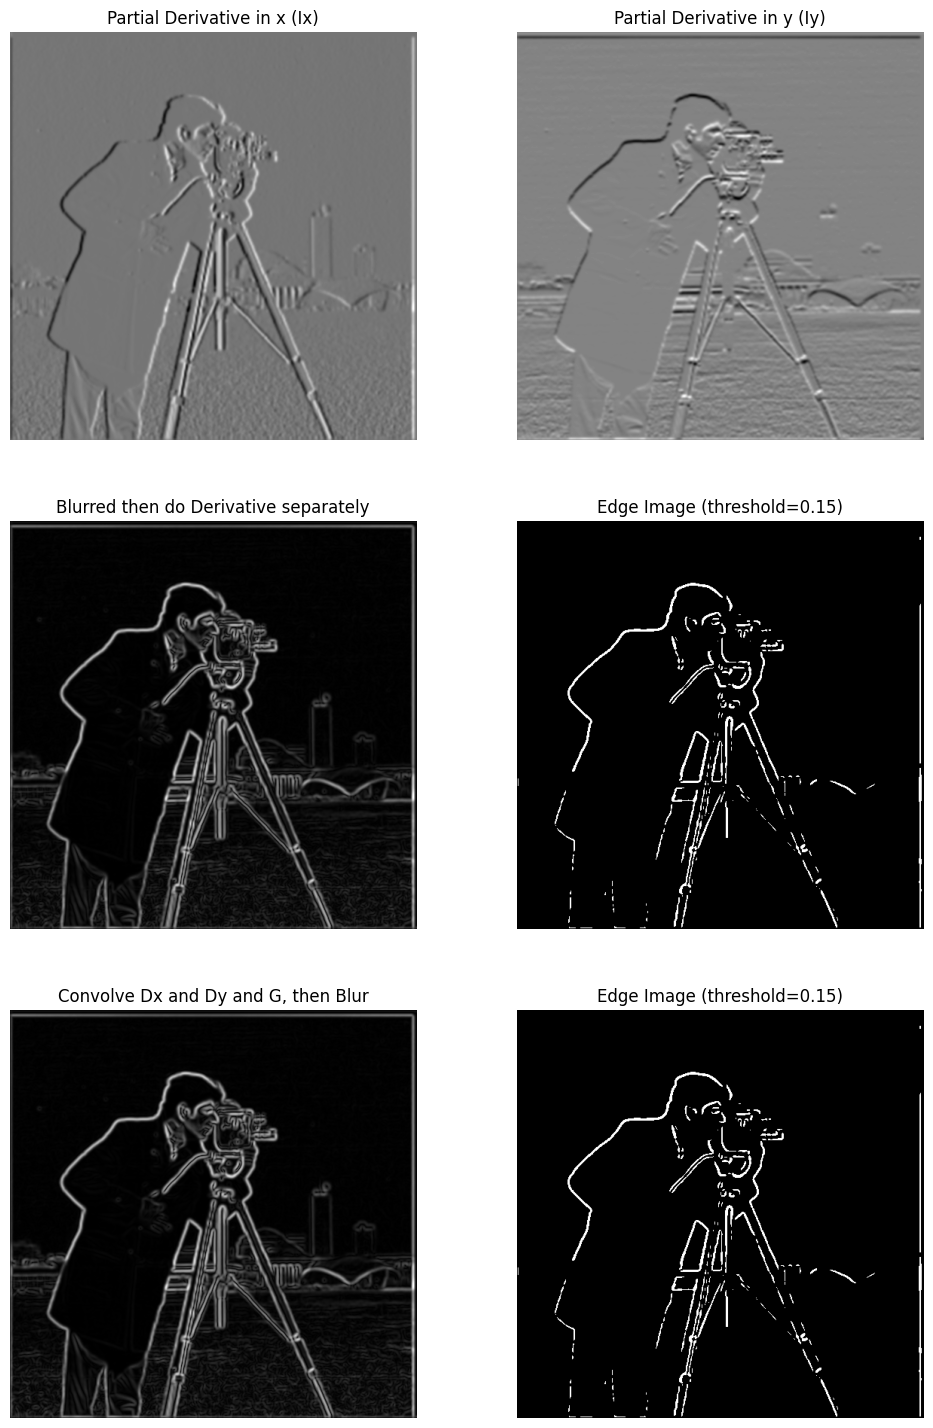 Partial Derivative in x (Ix)
Partial Derivative in y (Iy)
Blurred then do Derivative separately
Edge Image (threshold=0.15)
Convolve Dx and Dy and G, then Blur
Edge Image (threshold=0.15)